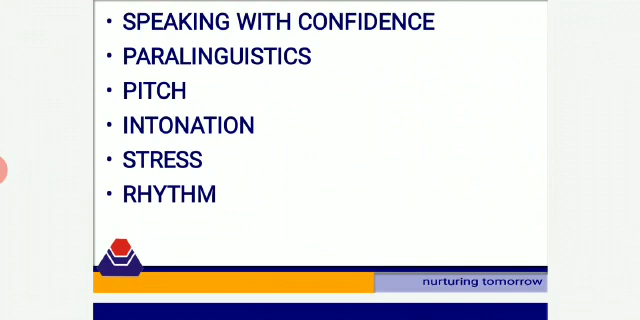 • SPEAKING WITH CONFIDENCE
• PARALINGUISTICS
• PITCH
• INTONATION
• STRESS
• RHYTHM
nurturing tomorrow